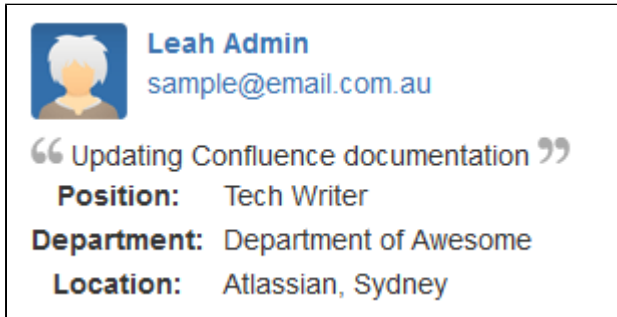 Leah Admin
sample@email.com.au
“ Updating Confluence documentation ”
Position: Tech Writer
Department: Department of Awesome
Location: Atlassian, Sydney